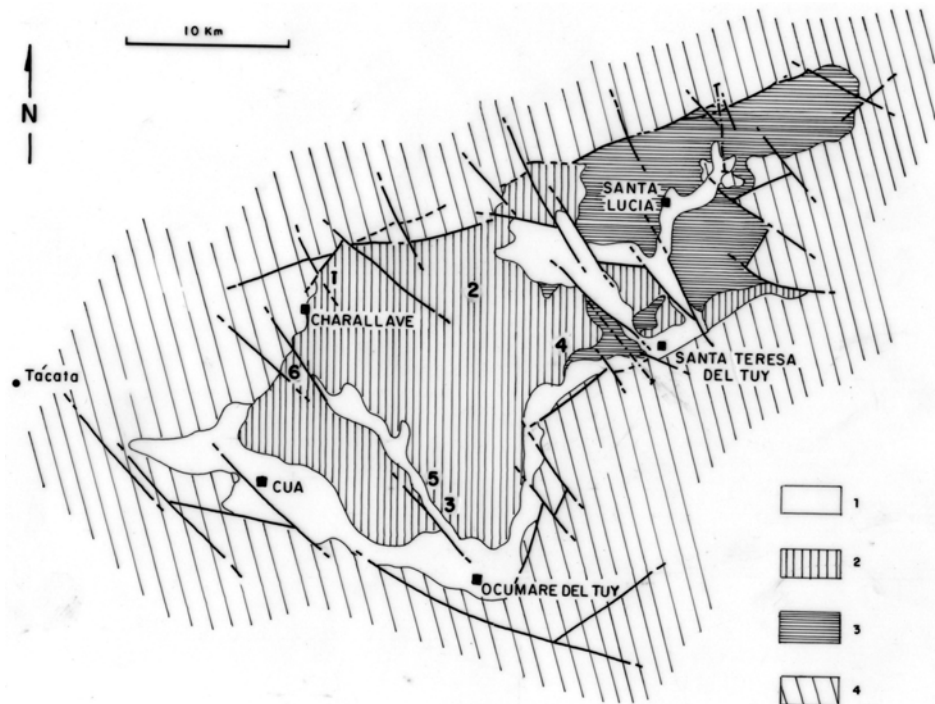 10 Km
N
SANTA
LUCIA
1
2
CHARALLAVE
4
SANTA TERESA
DEL TUY
6
Tácata
CUA
5
3
OCUMARE DEL TUY
1
2
3
4